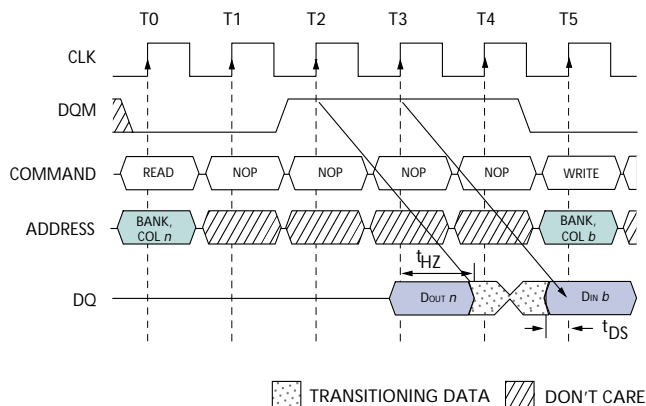 T0 T1 T2 T3 T4 T5
CLK
DQM
COMMAND READ NOP NOP NOP NOP WRITE
ADDRESS BANK, COL n BANK, COL b
tHZ
DQ DOUT n DIN b
tDS
TRANSITIONING DATA DON'T CARE